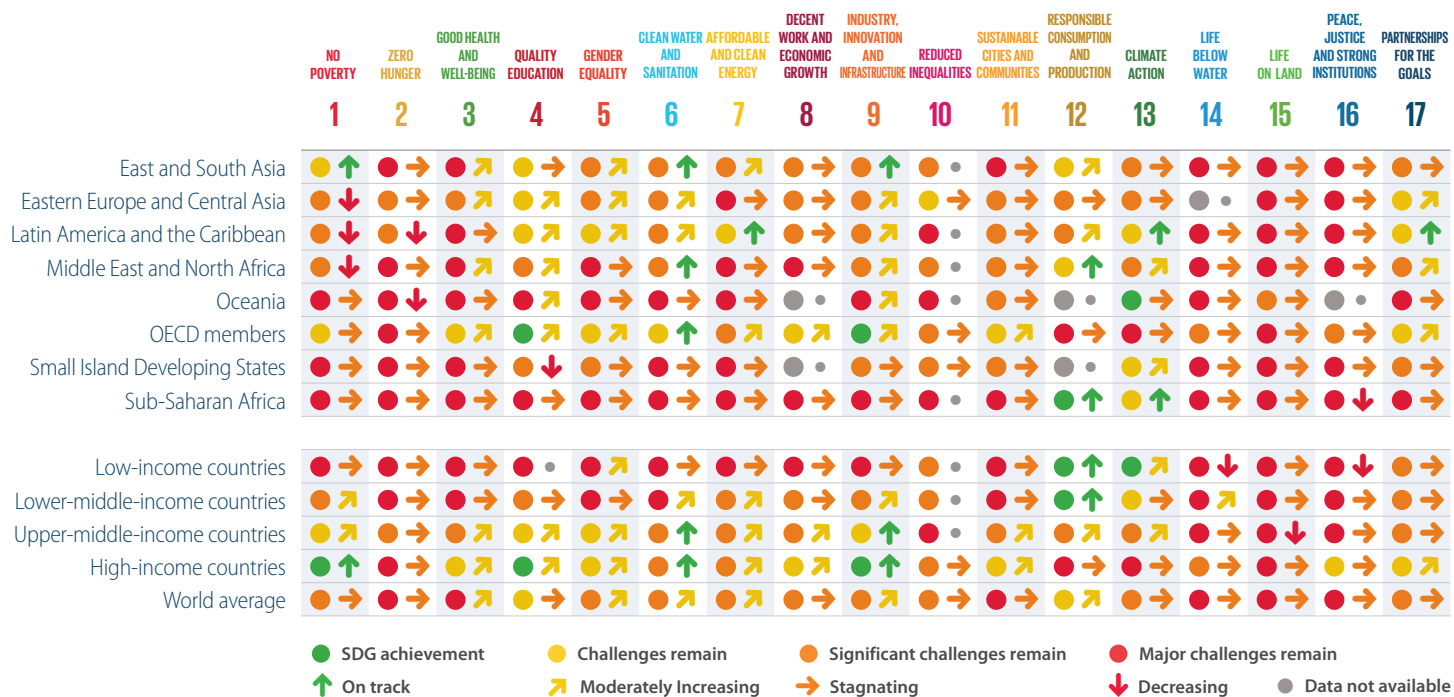 NO
POVERTY
ZERO
HUNGER
GOOD HEALTH
AND
WELL-BEING
QUALITY
EDUCATION
GENDER
EQUALITY
CLEAN WATER
AND
SANITATION
AFFORDABLE
AND CLEAN
ENERGY
DECENT
WORK AND
ECONOMIC
GROWTH
INDUSTRY,
INNOVATION
AND
INFRASTRUCTURE
REDUCED
INEQUALITIES
SUSTAINABLE
CITIES AND
COMMUNITIES
RESPONSIBLE
CONSUMPTION
AND
PRODUCTION
CLIMATE
ACTION
LIFE
BELOW
WATER
LIFE
ON LAND
PEACE,
JUSTICE
AND STRONG
INSTITUTIONS
PARTNERSHIPS
FOR THE
GOALS
1 2 3 4 5 6 7 8 9 10 11 12 13 14 15 16 17
East and South Asia
Eastern Europe and Central Asia
Latin America and the Caribbean
Middle East and North Africa
Oceania
OECD members
Small Island Developing States
Sub-Saharan Africa
Low-income countries
Lower-middle-income countries
Upper-middle-income countries
High-income countries
World average
SDG achievement Challenges remain Significant challenges remain Major challenges remain
On track Moderately Increasing Stagnating Decreasing Data not available